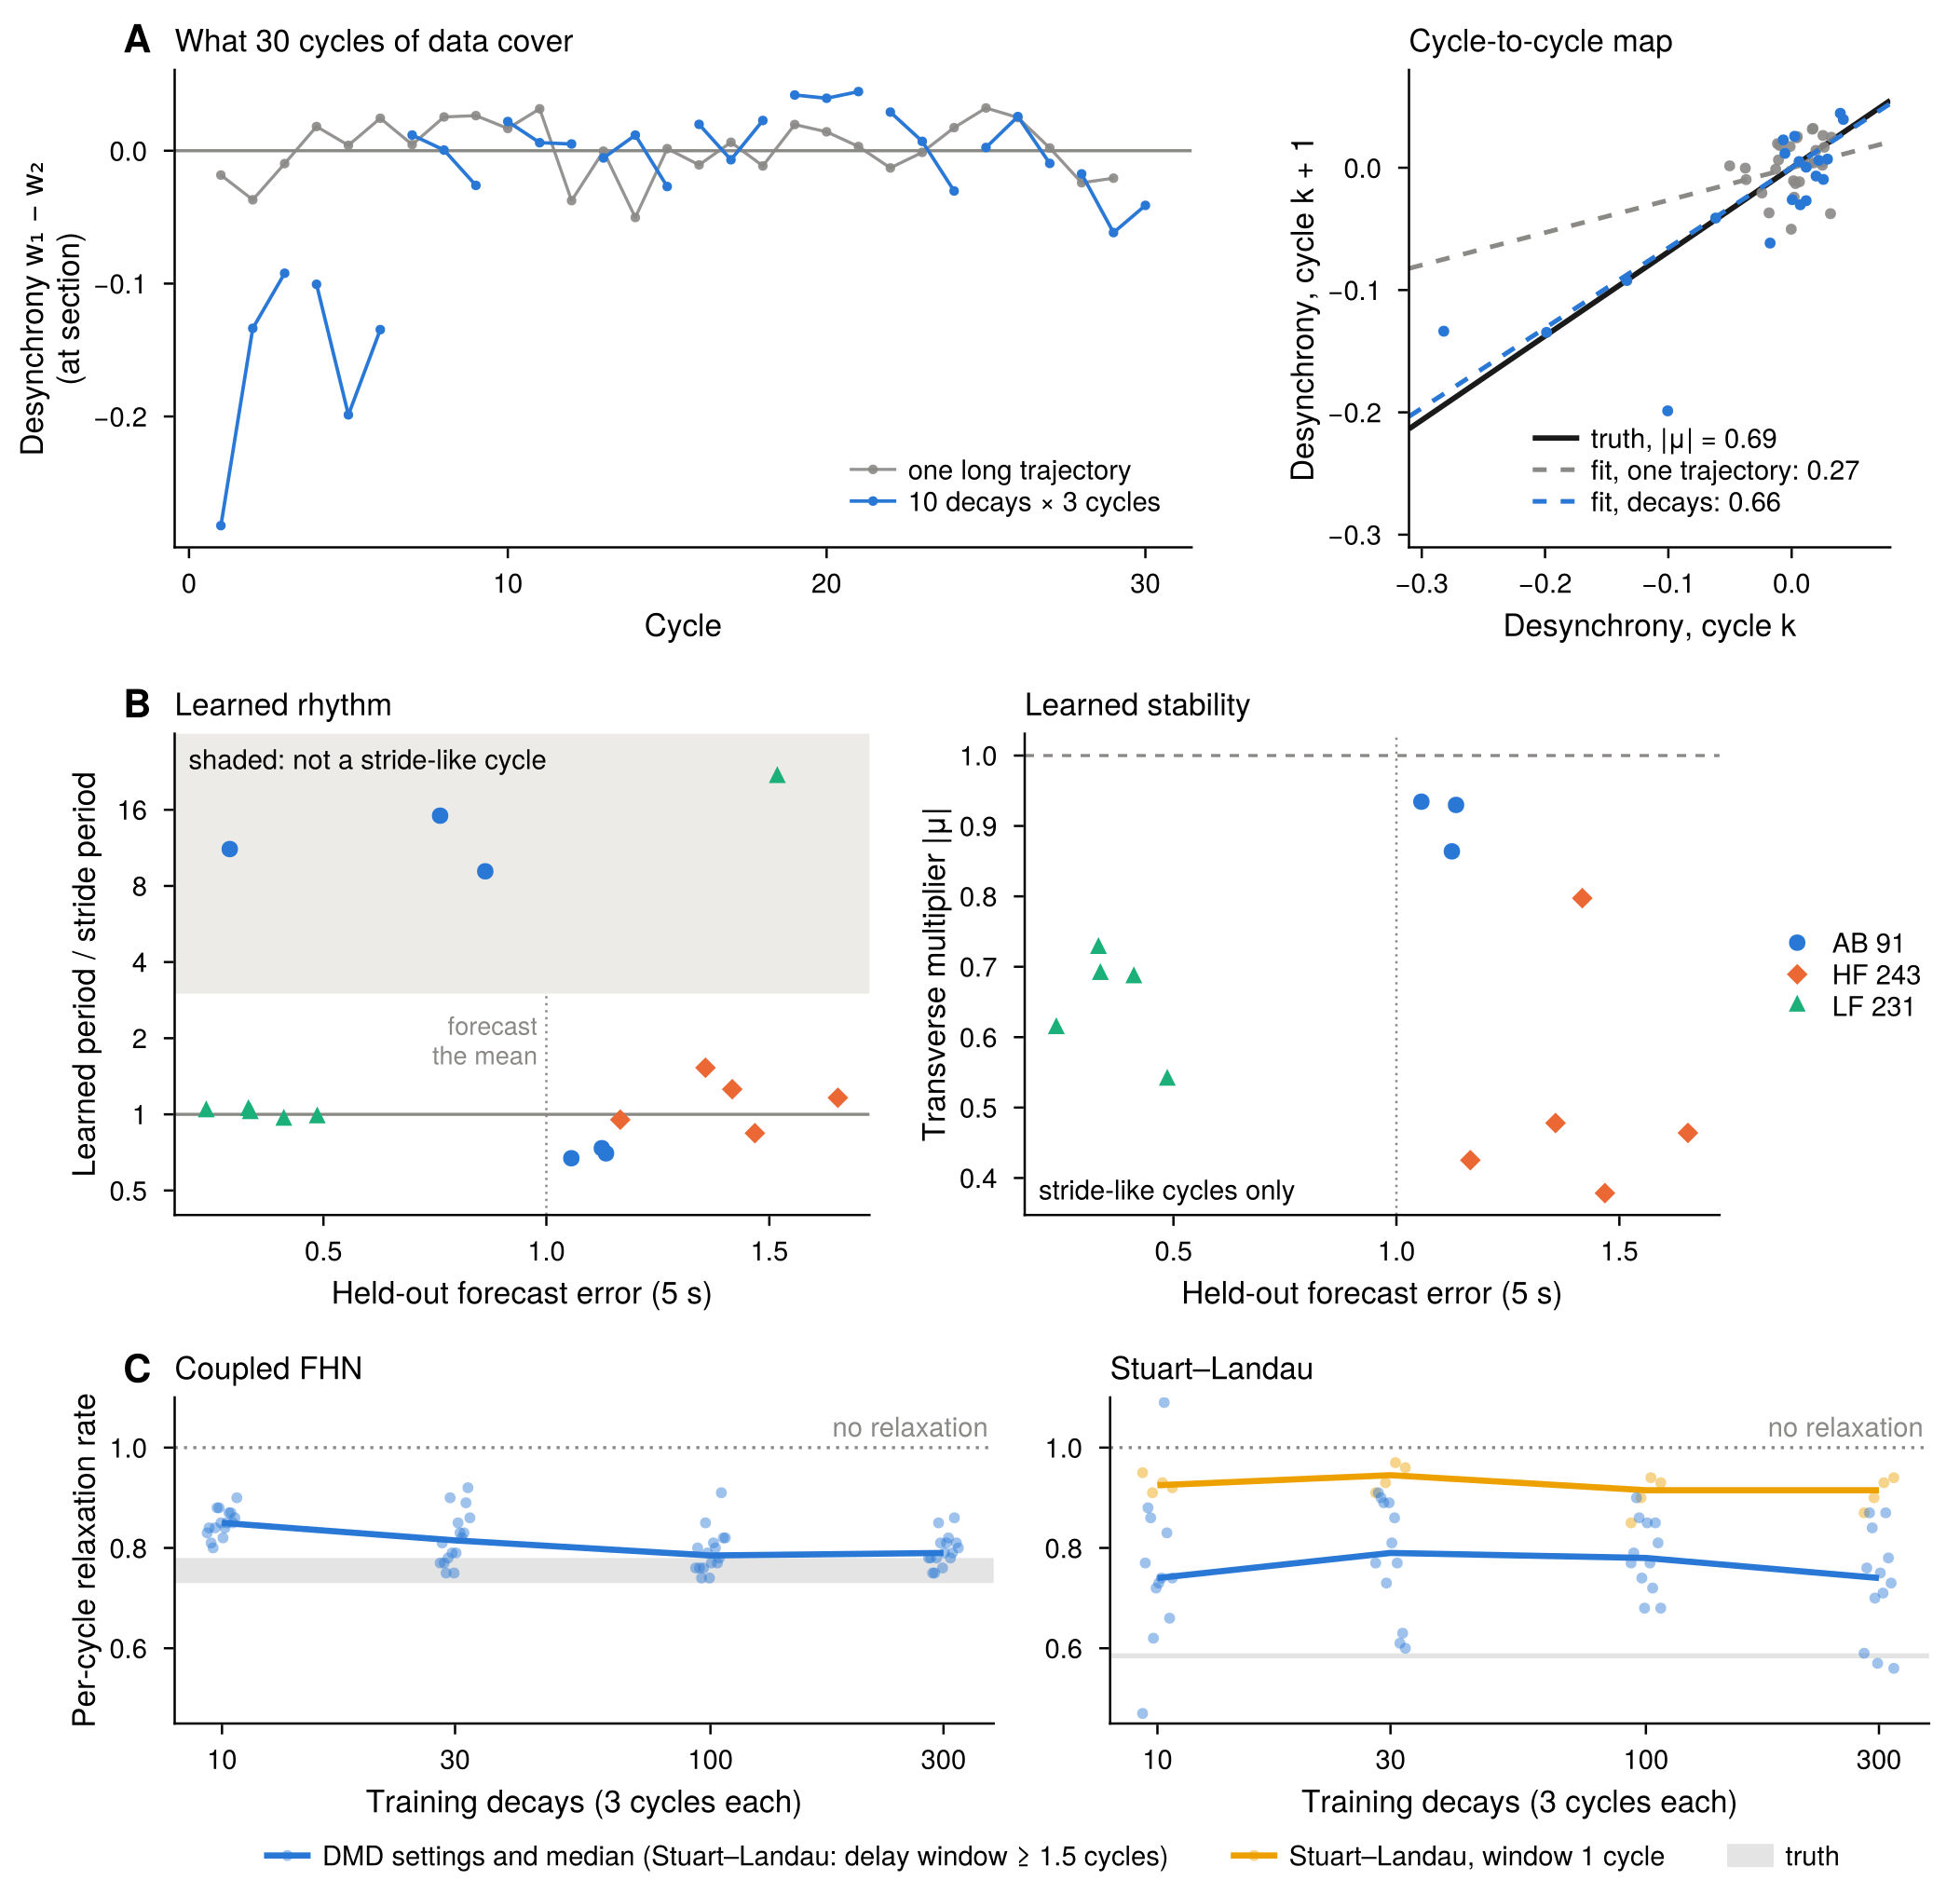 A What 30 cycles of data cover
Desynchrony w₁ − w₂
(at section)
0.0
−0.1
−0.2
0
10
20
30
Cycle
one long trajectory
10 decays × 3 cycles
Cycle-to-cycle map
Desynchrony, cycle k + 1
0.0
−0.1
−0.2
−0.3
−0.3
−0.2
−0.1
0.0
Desynchrony, cycle k
truth, |μ| = 0.69
fit, one trajectory: 0.27
fit, decays: 0.66
B Learned rhythm
shaded: not a stride-like cycle
Learned period / stride period
16
8
4
2
1
0.5
forecast
the mean
0.5
1.0
1.5
Held-out forecast error (5 s)
Learned stability
Transverse multiplier |μ|
1.0
0.9
0.8
0.7
0.6
0.5
0.4
stride-like cycles only
0.5
1.0
1.5
Held-out forecast error (5 s)
AB 91
HF 243
LF 231
C Coupled FHN
Per-cycle relaxation rate
no relaxation
1.0
0.8
0.6
10
30
100
300
Training decays (3 cycles each)
Stuart–Landau
no relaxation
1.0
0.8
0.6
10
30
100
300
Training decays (3 cycles each)
DMD settings and median (Stuart–Landau: delay window ≥ 1.5 cycles)
Stuart–Landau, window 1 cycle
truth